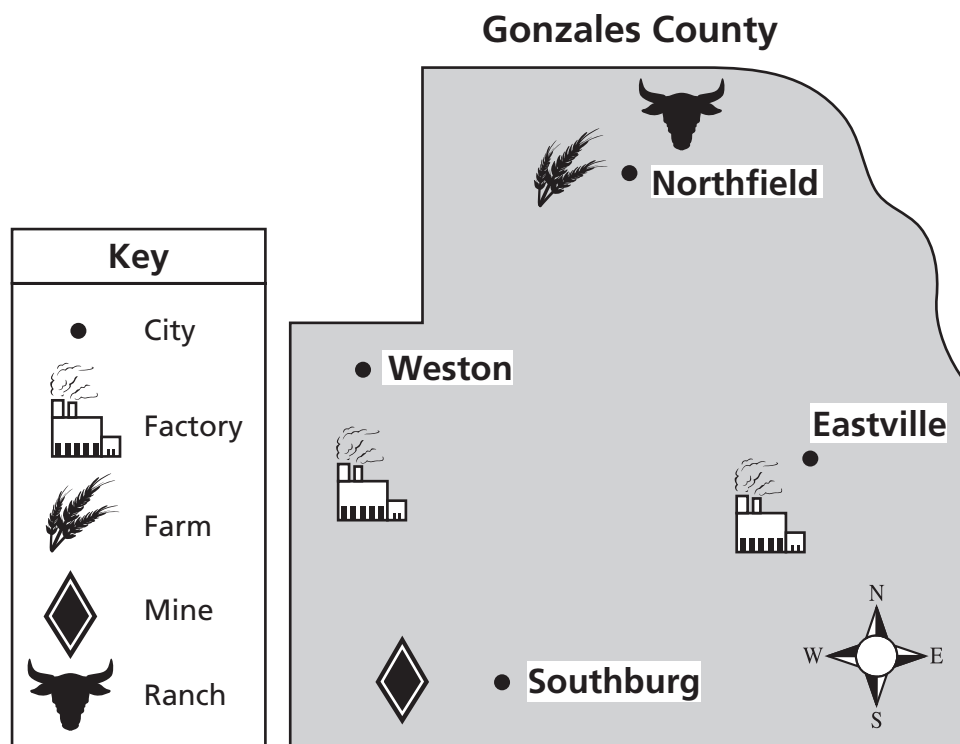 Gonzales County
Northfield
Key
City
Factory
Farm
Mine
Ranch
Weston
Eastville
Southburg
N
W E
S